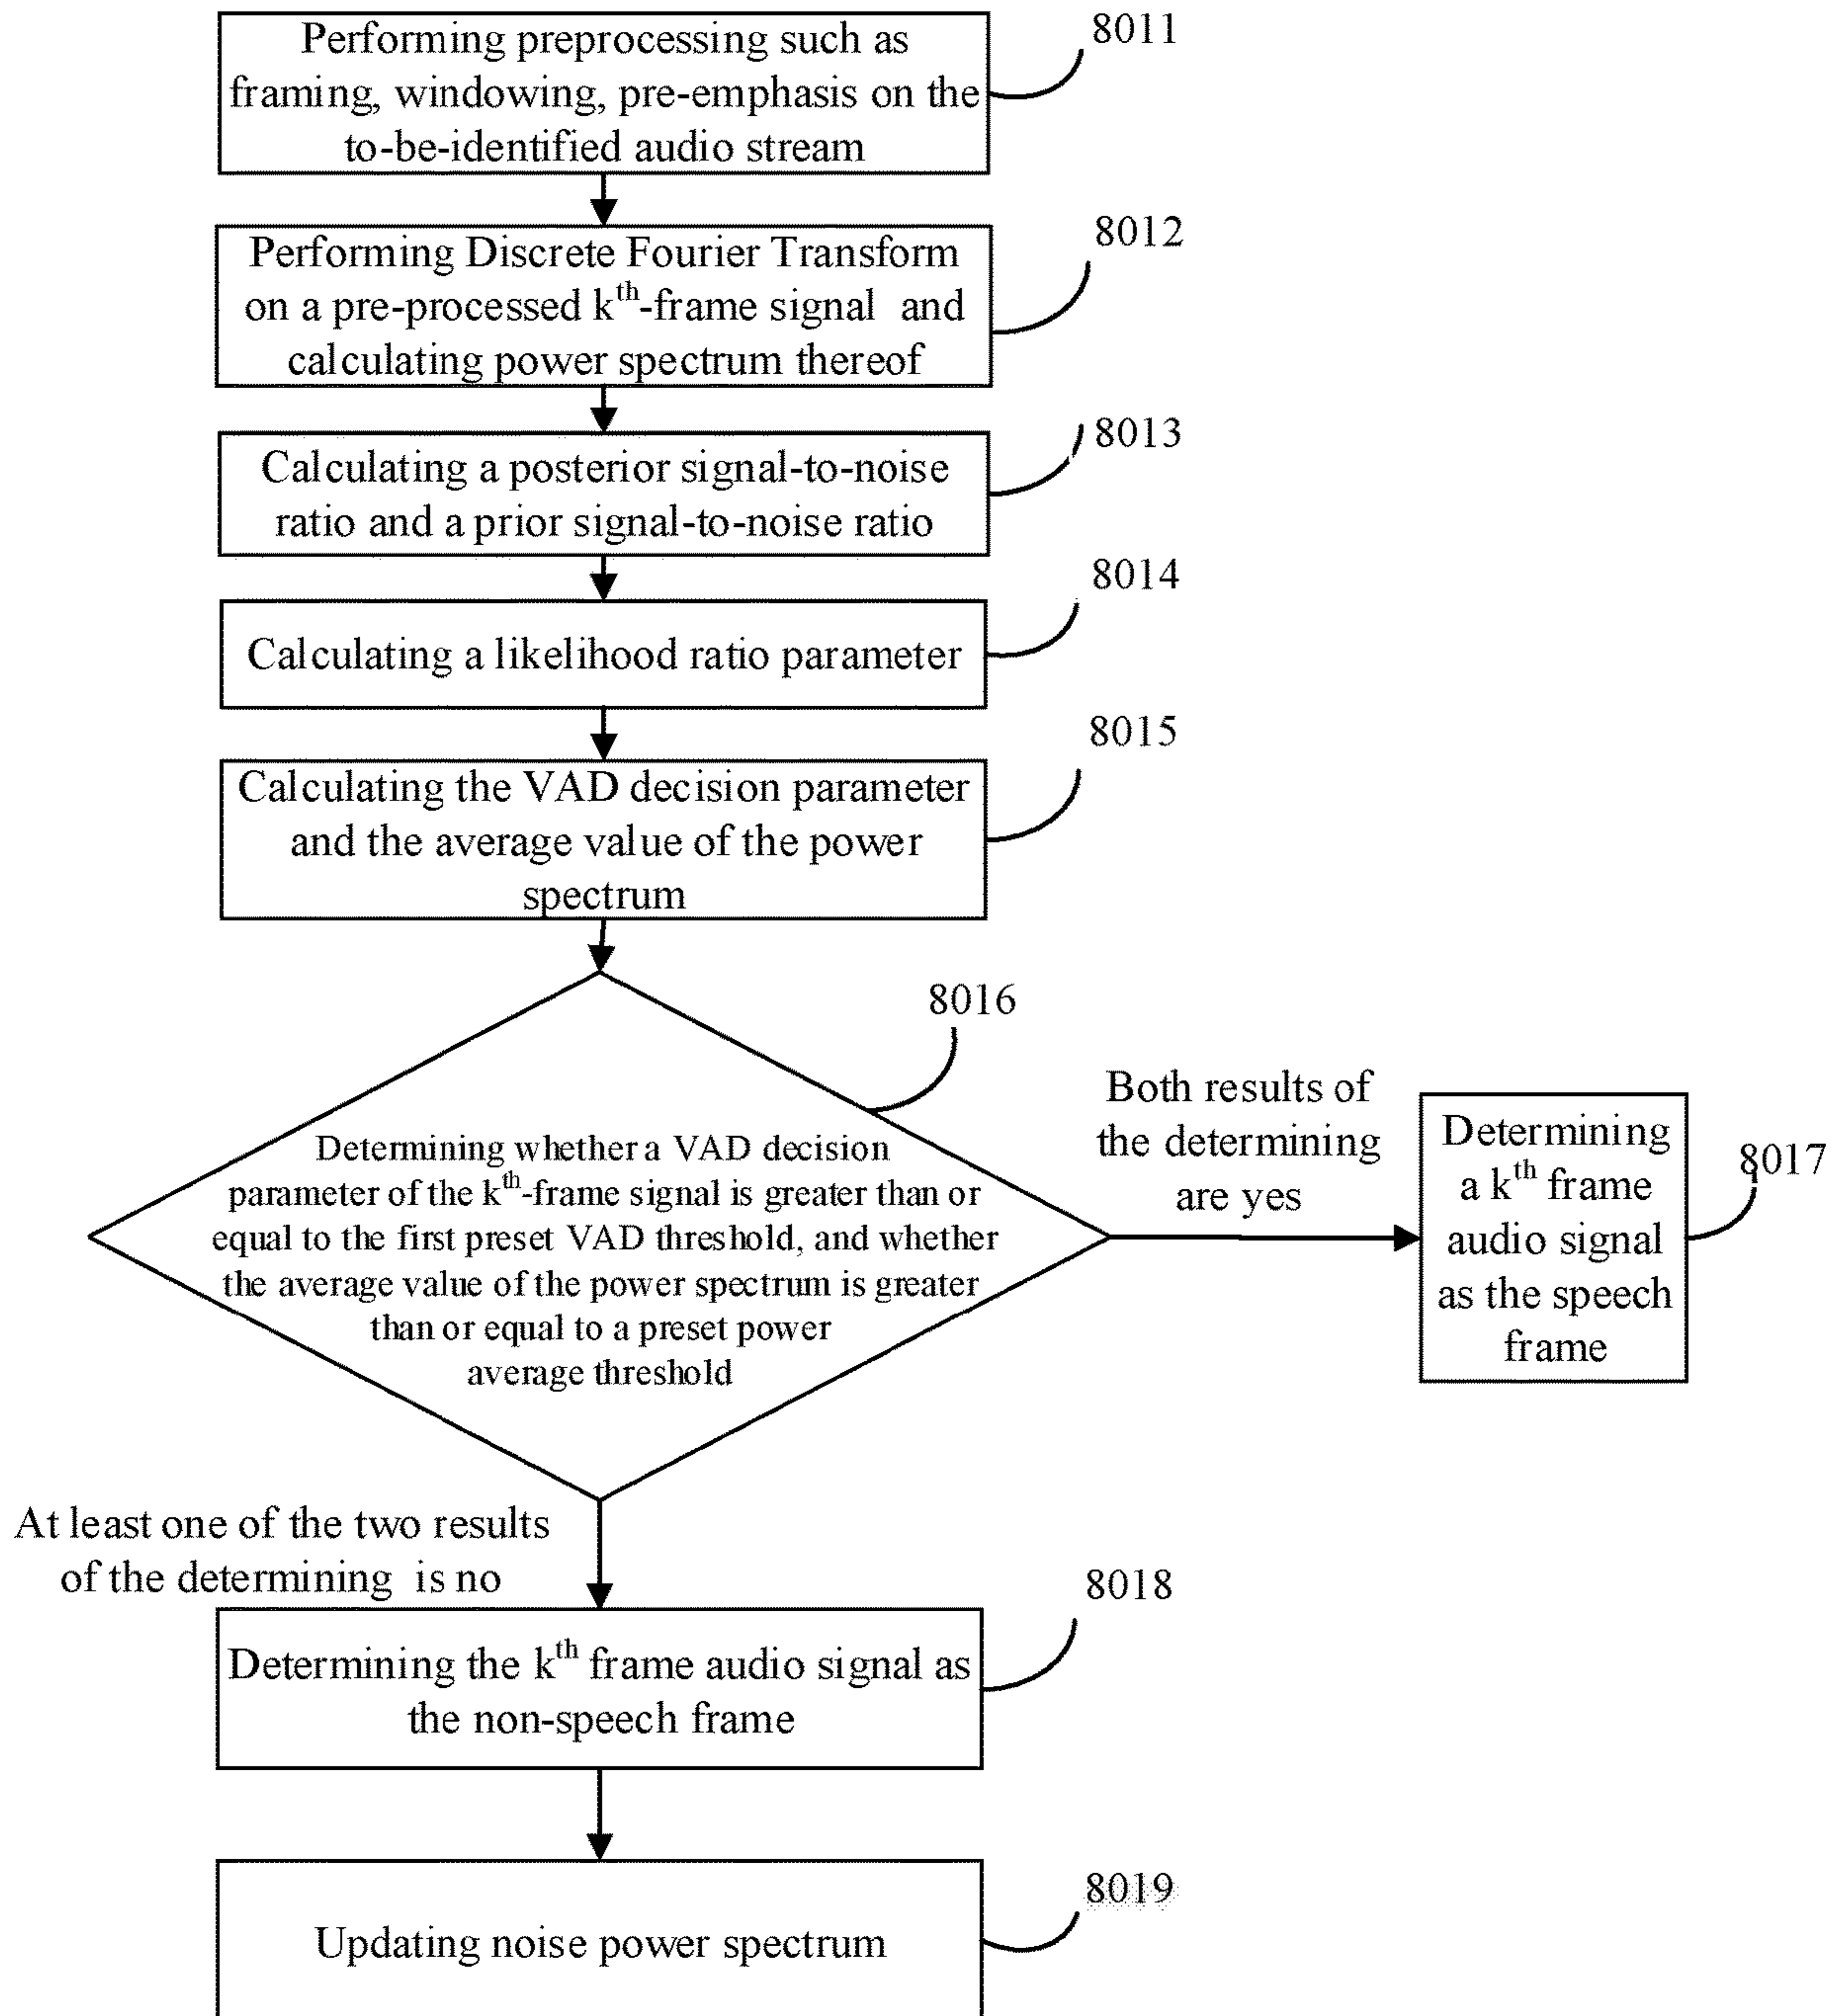 Performing preprocessing such as
framing, windowing, pre-emphasis on the
to-be-identified audio stream
8011
Performing Discrete Fourier Transform
on a pre-processed kth-frame signal and
calculating power spectrum thereof
8012
Calculating a posterior signal-to-noise
ratio and a prior signal-to-noise ratio
8013
Calculating a likelihood ratio parameter
8014
Calculating the VAD decision parameter
and the average value of the power
spectrum
8015
8016
Determining whether a VAD decision
parameter of the kth-frame signal is greater than or
equal to the first preset VAD threshold, and whether
the average value of the power spectrum is greater
than or equal to a preset power
average threshold
Both results of
the determining
are yes
Determining
a kth frame
audio signal
as the speech
frame
8017
At least one of the two results
of the determining is no
Determining the kth frame audio signal as
the non-speech frame
8018
Updating noise power spectrum
8019